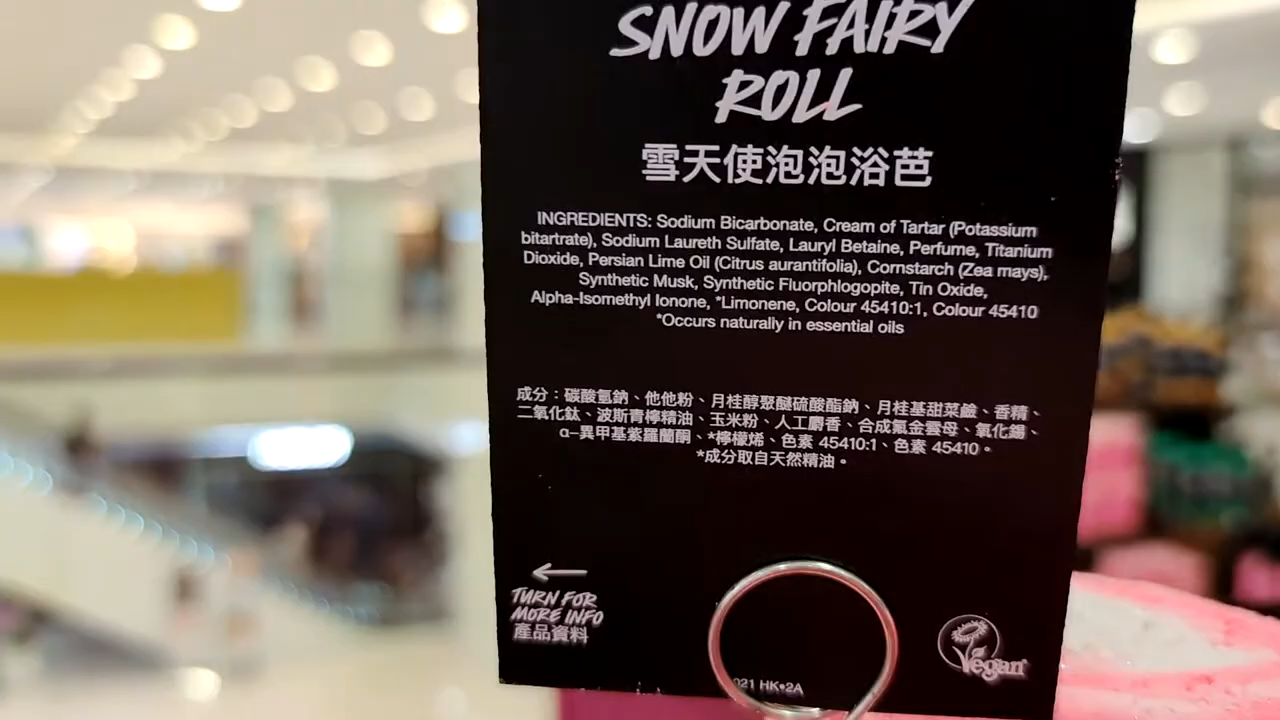 SNOW FAIRY
ROLL
雪天使泡泡浴芭
INGREDIENTS: Sodium Bicarbonate, Cream of Tartar (Potassium
bitartrate), Sodium Laureth Sulfate, Lauryl Betaine, Perfume, Titanium
Dioxide, Persian Lime Oil (Citrus aurantifolia), Cornstarch (Zea mays),
Synthetic Musk, Synthetic Fluorphlogopite, Tin Oxide,
Alpha-Isomethyl Ionone, *Limonene, Colour 45410:1, Colour 45410
*Occurs naturally in essential oils
成分：碳酸氫鈉、他他粉、月桂醇聚醚硫酸酯鈉、月桂基甜菜鹼、香精、
二氧化鈦、波斯青檸精油、玉米粉、人工麝香、合成氟金雲母、氧化錫、
α–異甲基紫羅蘭酮、*檸檬烯、色素 45410:1、色素 45410。
*成分取自天然精油。
TURN FOR
MORE INFO
產品資料
Vegan
021 HK•2A